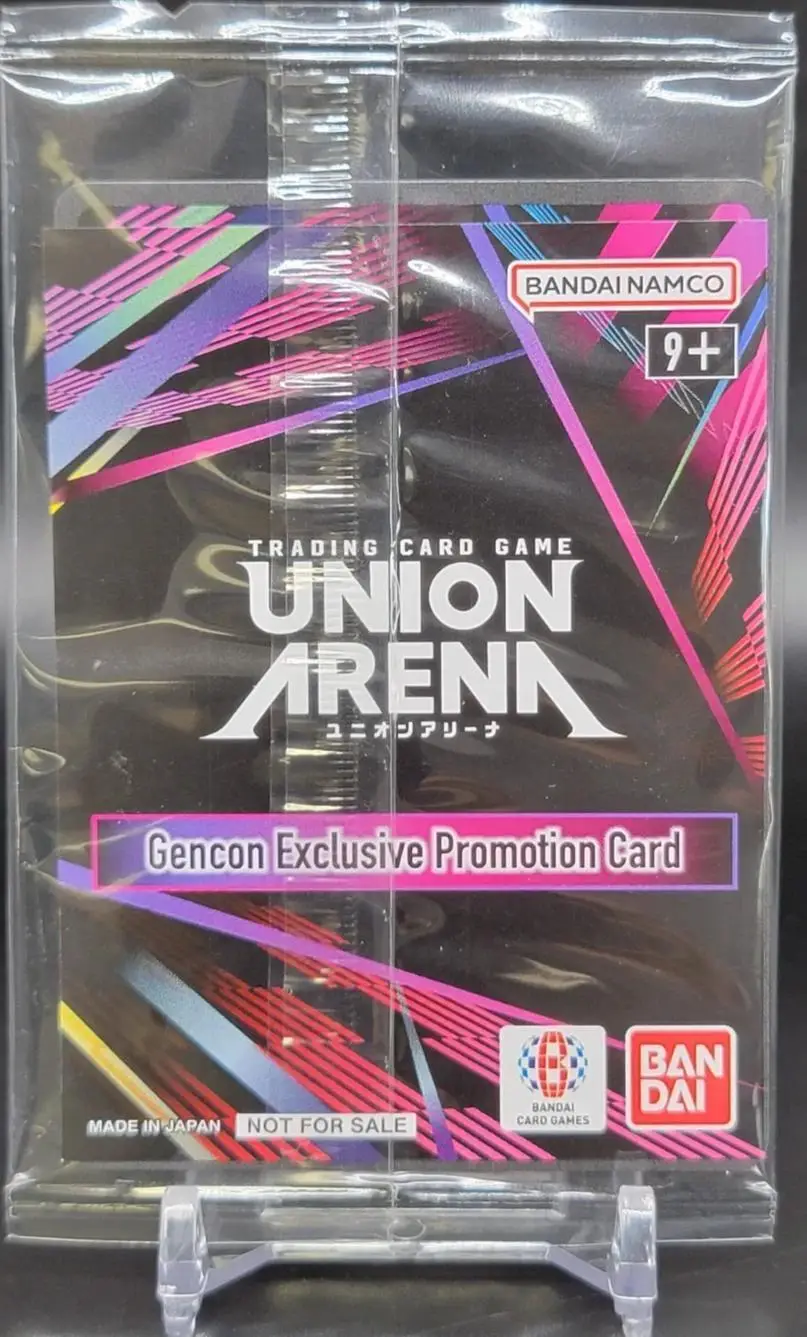 BANDAI NAMCO
9+
TRADING CARD GAME
UNION
ARENA
ユニオンアリーナ
Gencon Exclusive Promotion Card
BANDAI
CARD GAMES
BAN
DAI
MADE IN JAPAN
NOT FOR SALE